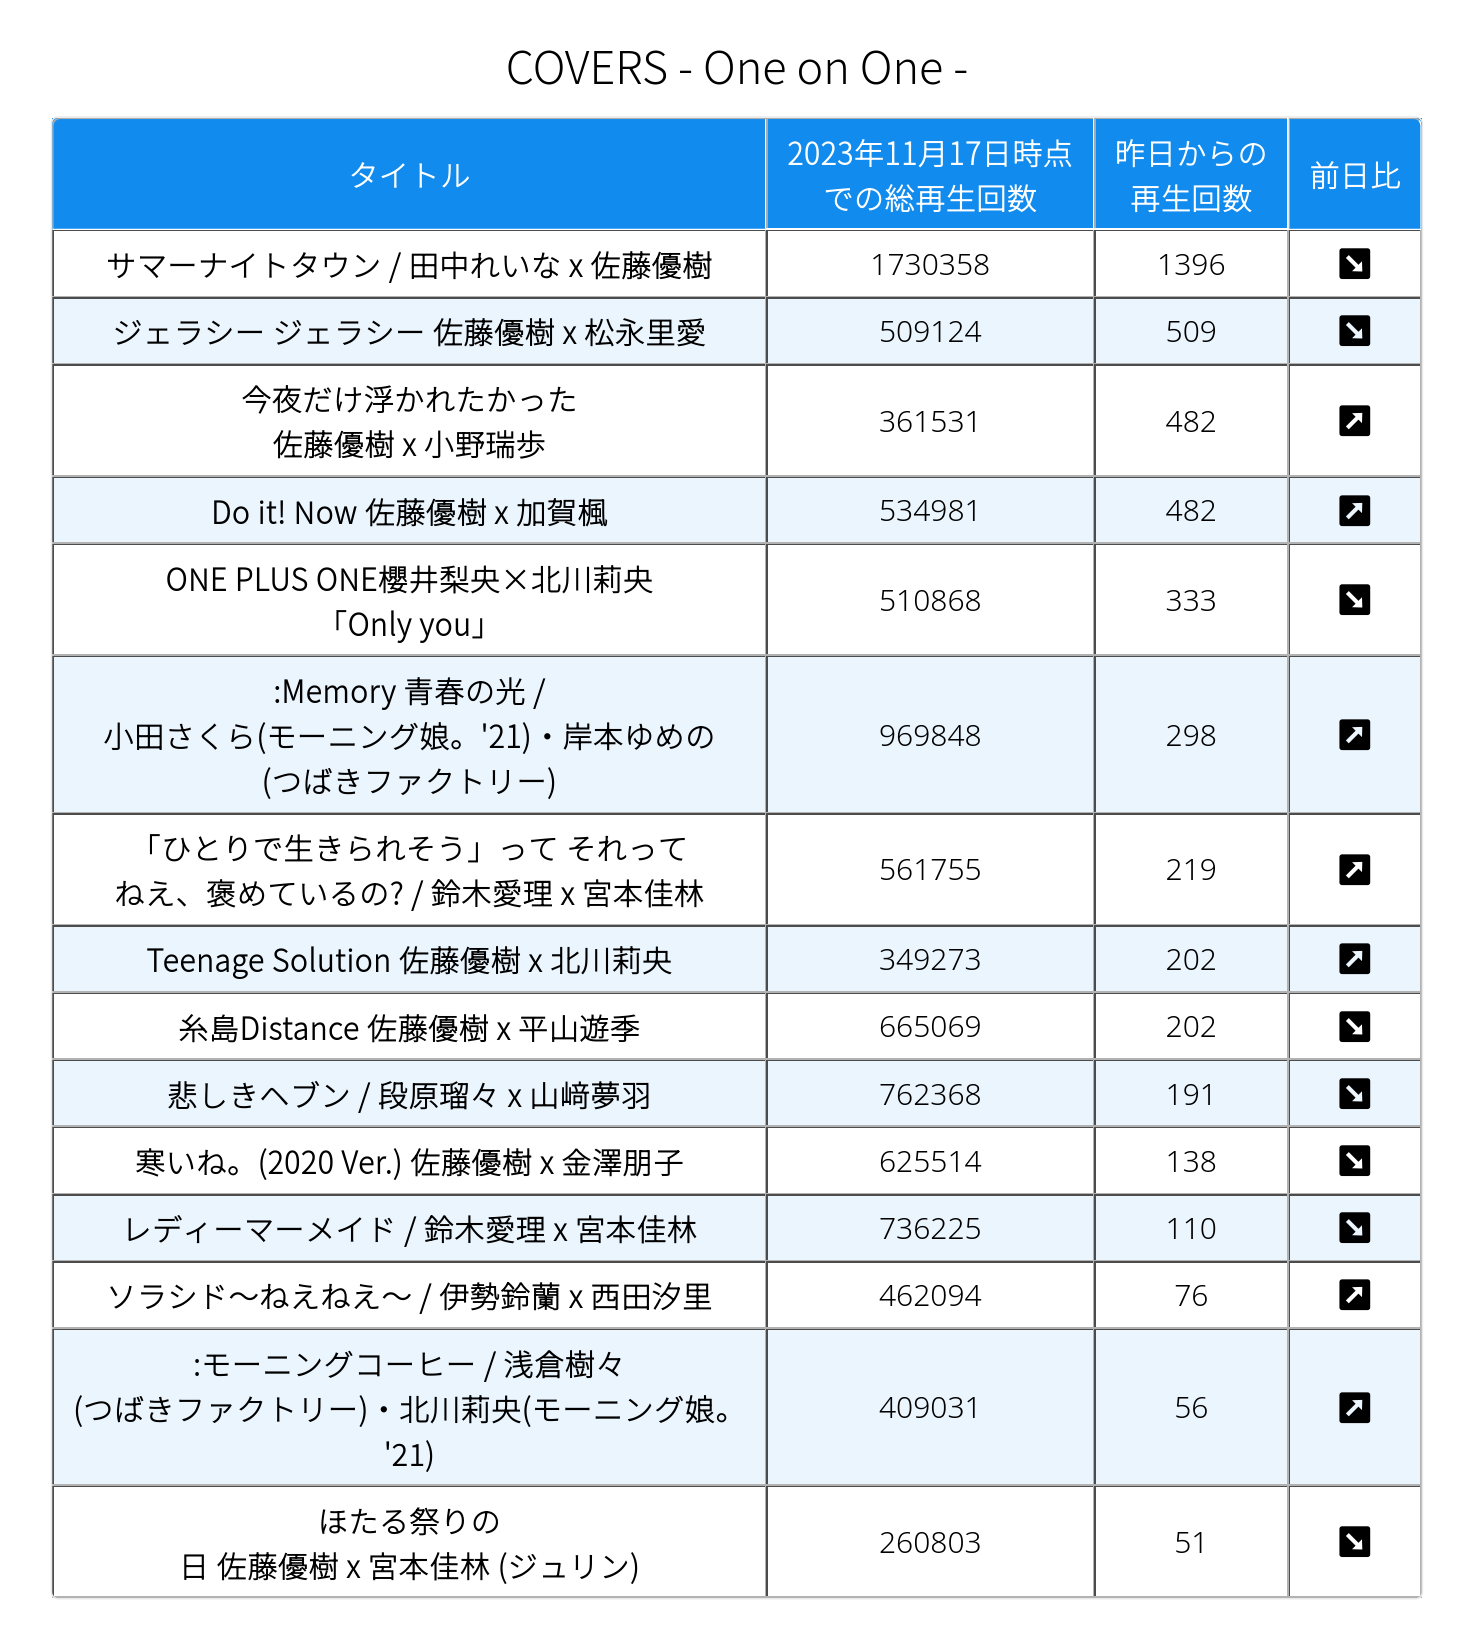 COVERS - One on One -
タイトル
2023年11月17日時点
での総再生回数
昨日からの
再生回数
前日比
サマーナイトタウン / 田中れいな x 佐藤優樹
1730358
1396
ジェラシー ジェラシー 佐藤優樹 x 松永里愛
509124
509
今夜だけ浮かれたかった
佐藤優樹 x 小野瑞歩
361531
482
Do it! Now 佐藤優樹 x 加賀楓
534981
482
ONE PLUS ONE櫻井梨央×北川莉央
「Only you」
510868
333
:Memory 青春の光 /
小田さくら(モーニング娘。'21)・岸本ゆめの
(つばきファクトリー)
969848
298
「ひとりで生きられそう」って それって
ねえ、褒めているの? / 鈴木愛理 x 宮本佳林
561755
219
Teenage Solution 佐藤優樹 x 北川莉央
349273
202
糸島Distance 佐藤優樹 x 平山遊季
665069
202
悲しきヘブン / 段原瑠々 x 山﨑夢羽
762368
191
寒いね。(2020 Ver.) 佐藤優樹 x 金澤朋子
625514
138
レディーマーメイド / 鈴木愛理 x 宮本佳林
736225
110
ソラシド〜ねえねえ〜 / 伊勢鈴蘭 x 西田汐里
462094
76
:モーニングコーヒー / 浅倉樹々
(つばきファクトリー)・北川莉央(モーニング娘。
'21)
409031
56
ほたる祭りの
日 佐藤優樹 x 宮本佳林 (ジュリン)
260803
51